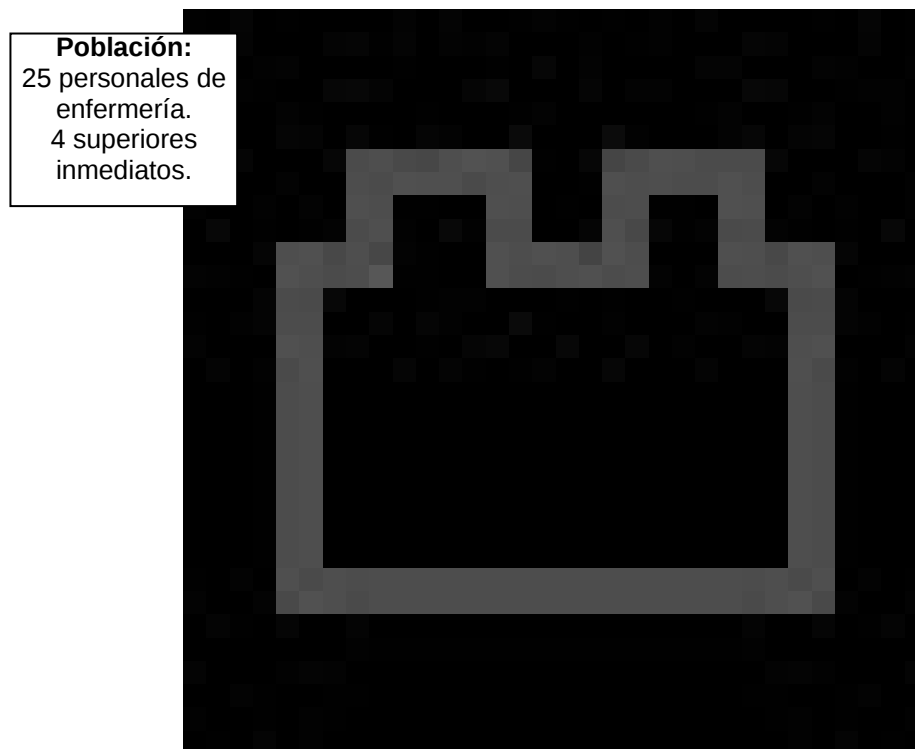 Población:
25 personales de
enfermería.
4 superiores
inmediatos.